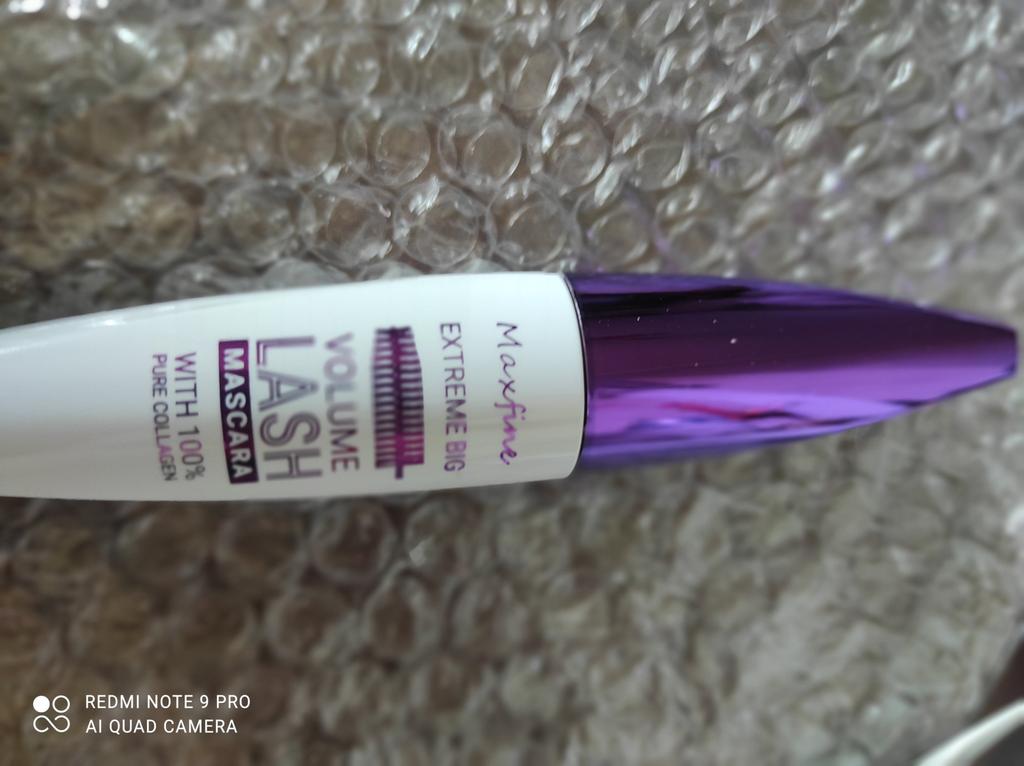 Maxfine
EXTREME BIG
VOLUME
LASH
MASCARA
WITH 100%
PURE COLLAGEN
REDMI NOTE 9 PRO
AI QUAD CAMERA